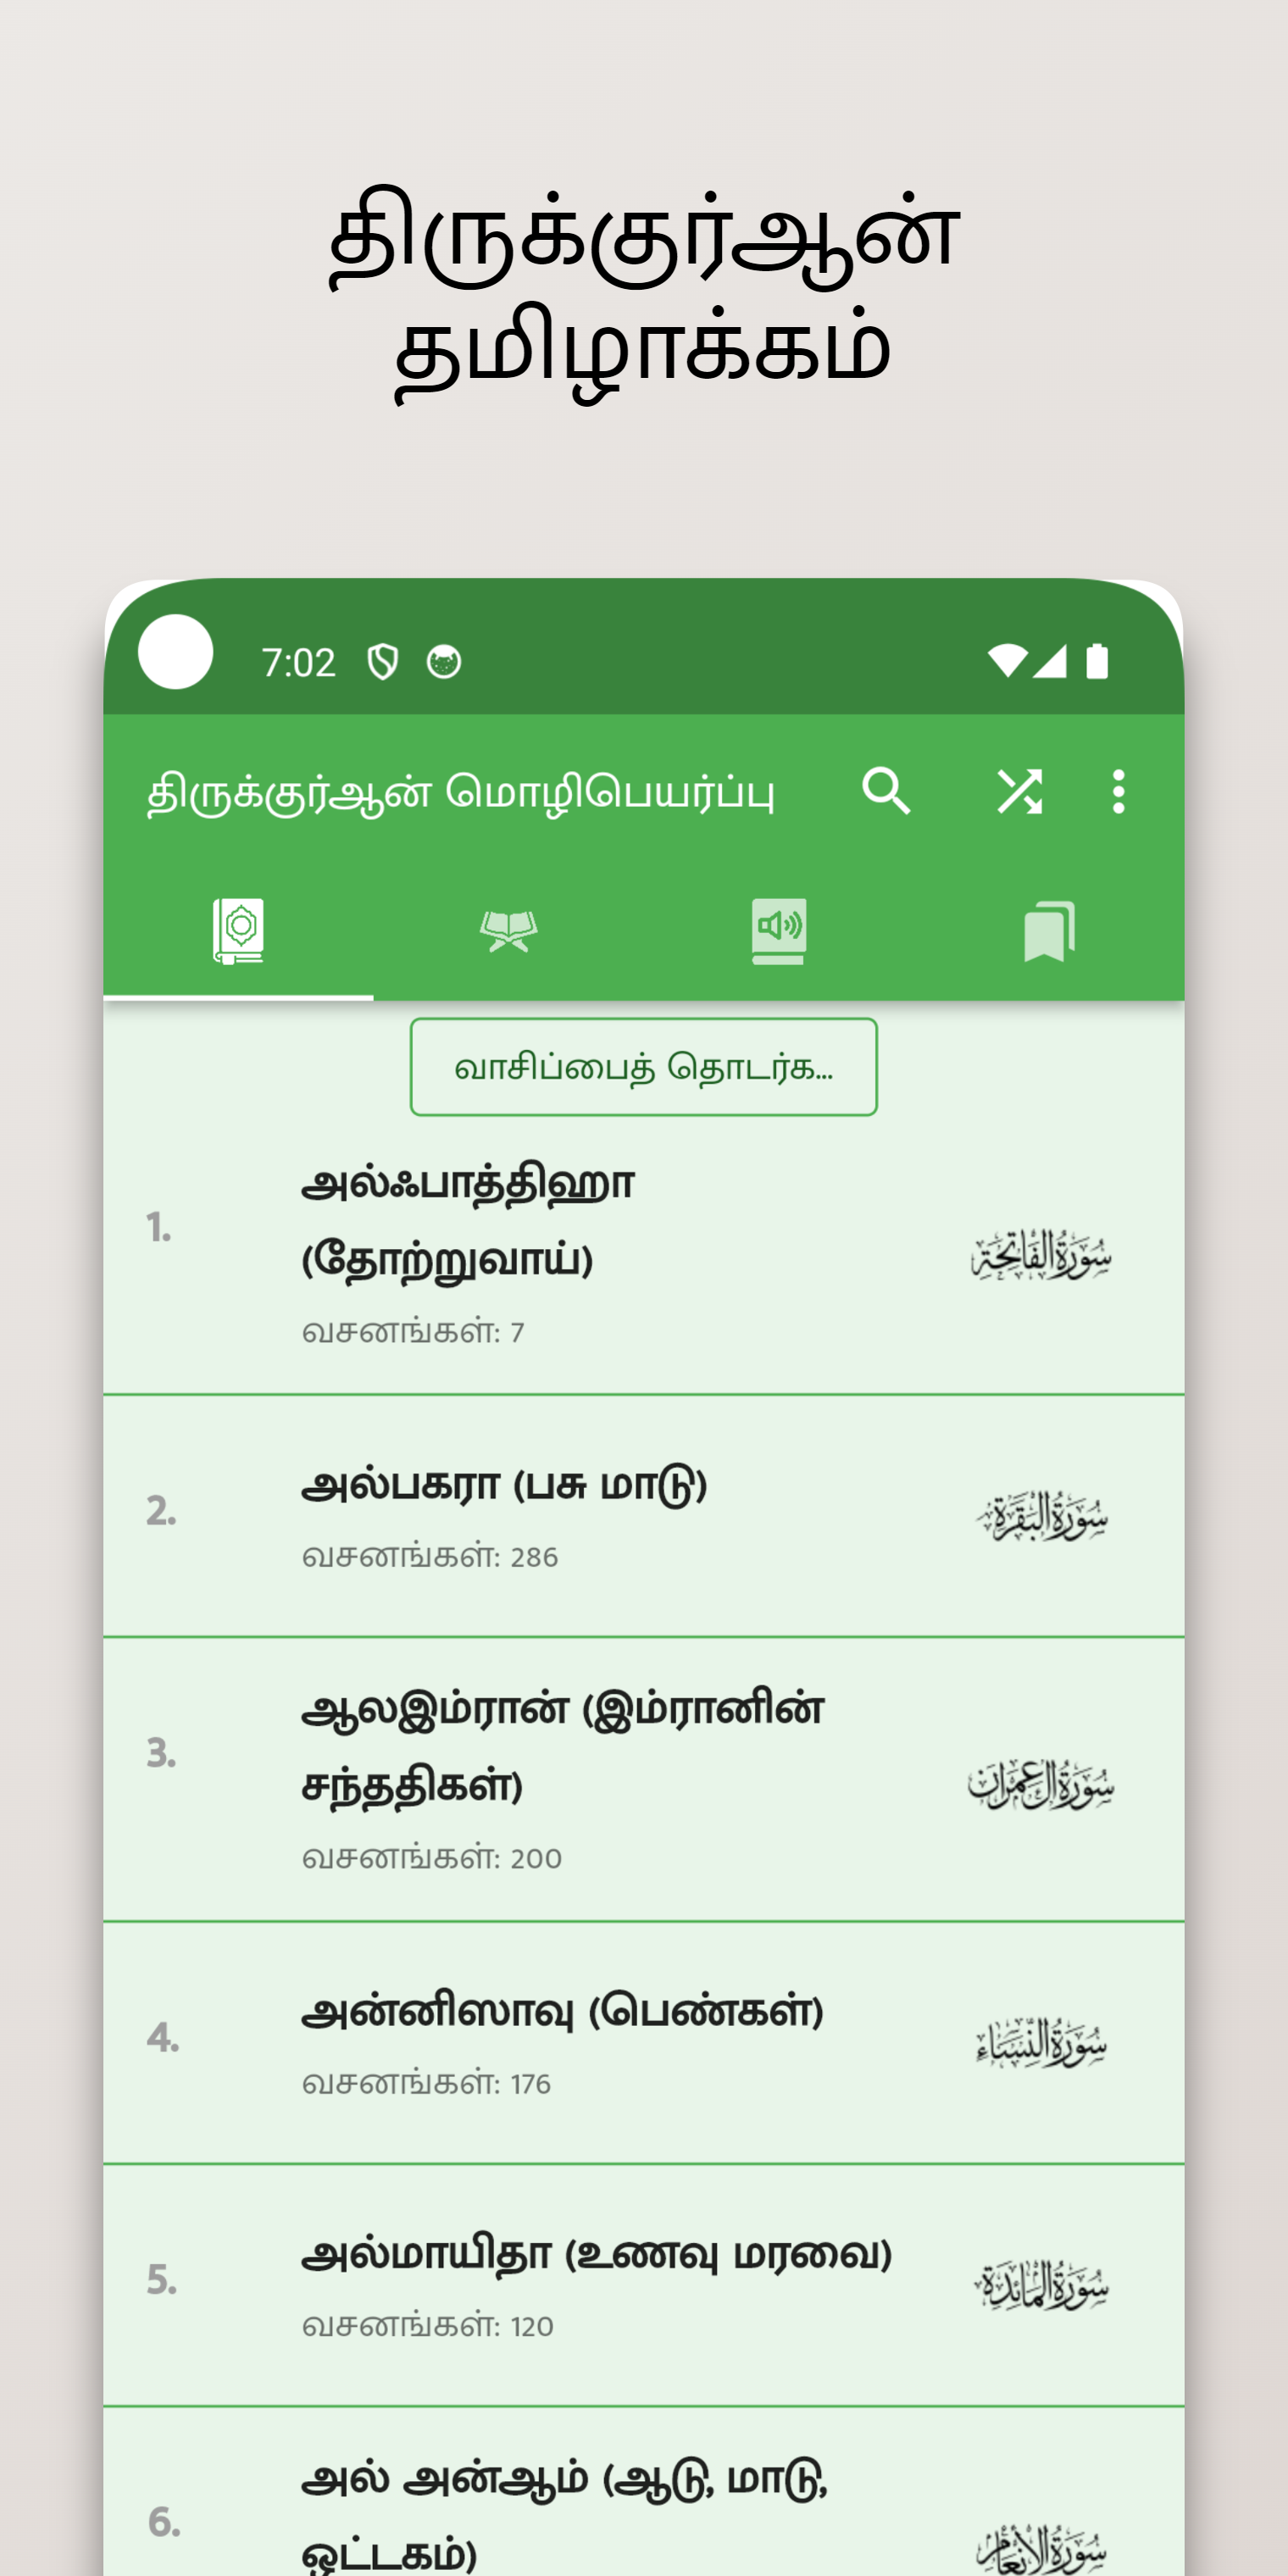 திருக்குர்ஆன்
தமிழாக்கம்
7:02
திருக்குர்ஆன் மொழிபெயர்ப்பு
வாசிப்பைத் தொடர்க...
1.
அல்ஃபாத்திஹா
(தோற்றுவாய்)
வசனங்கள்: 7
سُورَةُ الفَاتِحَة
2.
அல்பகரா (பசு மாடு)
வசனங்கள்: 286
سُورَةُ البَقَرَة
3.
ஆலஇம்ரான் (இம்ரானின்
சந்ததிகள்)
வசனங்கள்: 200
سُورَةُ آل عِمرَان
4.
அன்னிஸாவு (பெண்கள்)
வசனங்கள்: 176
سُورَةُ النِّسَاء
5.
அல்மாயிதா (உணவு மரவை)
வசனங்கள்: 120
سُورَةُ المَائدَة
6.
அல் அன்ஆம் (ஆடு, மாடு,
ஒட்டகம்)
سُورَةُ الأَنعَام